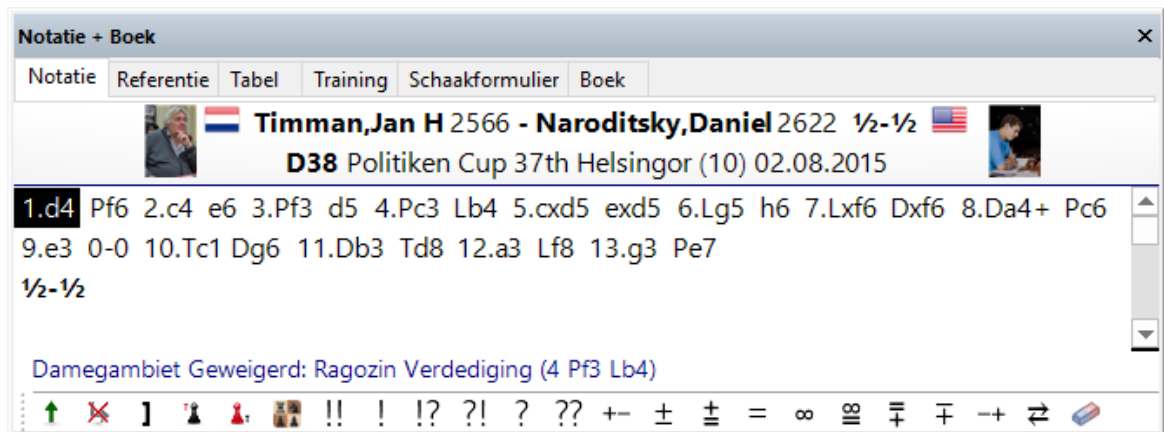 Notatie + Boek
Notatie Referentie Tabel Training Schaakformulier Boek
Timman,Jan H 2566 - Naroditsky,Daniel 2622 ½-½
D38 Politiken Cup 37th Helsingor (10) 02.08.2015
1.d4 Pf6 2.c4 e6 3.Pf3 d5 4.Pc3 Lb4 5.cxd5 exd5 6.Lg5 h6 7.Lxf6 Dxf6 8.Da4+ Pc6
9.e3 0-0 10.Tc1 Dg6 11.Db3 Td8 12.a3 Lf8 13.g3 Pe7
½-½
Damegambiet Geweigerd: Ragozin Verdediging (4 Pf3 Lb4)
] !! ! !? ?! ? ?? +− ± ⩲ = ∞ ≌ ⩱ ∓ −+ ⇄